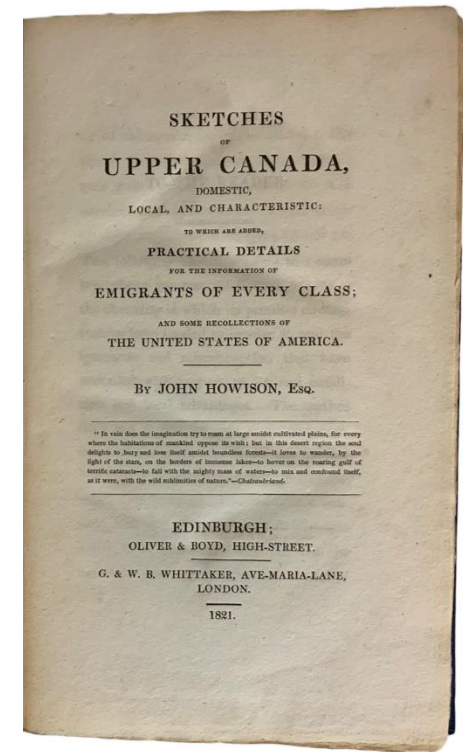 SKETCHES
OF
UPPER CANADA,
DOMESTIC,
LOCAL, AND CHARACTERISTIC:
TO WHICH ARE ADDED,
PRACTICAL DETAILS
FOR THE INFORMATION OF
EMIGRANTS OF EVERY CLASS;
AND SOME RECOLLECTIONS OF
THE UNITED STATES OF AMERICA.
BY JOHN HOWISON, ESQ.
" In vain does the imagination try to roam at large amidst cultivated plains, for every
where the habitations of mankind oppose its wish; but in this desert region the soul
delights to bury and lose itself amidst boundless forests—it loves to wander, by the
light of the stars, on the borders of immense lakes—to hover on the roaring gulf of
terrific cataracts—to fall with the mighty mass of waters—to mix and confound itself,
as it were, with the wild sublimities of nature."—Chateaubriand.
EDINBURGH;
OLIVER & BOYD, HIGH-STREET.
G. & W. B. WHITTAKER, AVE-MARIA-LANE,
LONDON.
1821.